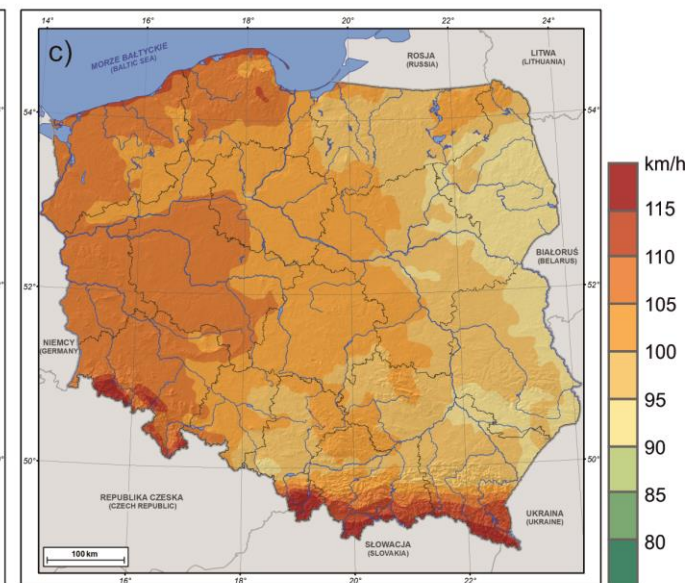 14° 16° 18° 20° 22° 24°
c)
MORZE BAŁTYCKIE
(BALTIC SEA)
ROSJA
(RUSSIA)
LITWA
(LITHUANIA)
54° 54°
km/h
115
110
105
100
95
90
85
80
BIAŁORUŚ
(BELARUS)
52° 52°
NIEMCY
(GERMANY)
50° 50°
REPUBLIKA CZESKA
(CZECH REPUBLIC)
UKRAINA
(UKRAINE)
SŁOWACJA
(SLOVAKIA)
100 km
16° 18° 20° 22°